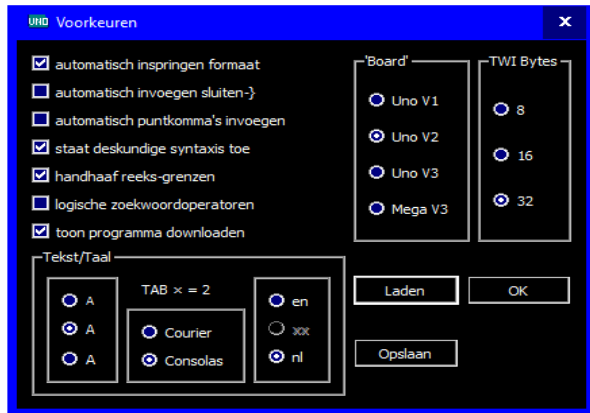 UNO Voorkeuren x
automatisch inspringen formaat
automatisch invoegen sluiten-}
automatisch puntkomma's invoegen
staat deskundige syntaxis toe
handhaaf reeks-grenzen
logische zoekwoordoperatoren
toon programma downloaden
'Board'
Uno V1
Uno V2
Uno V3
Mega V3
TWI Bytes
8
16
32
Tekst/Taal
A
A
A
TAB × = 2
Courier
Consolas
en
xx
nl
Laden
OK
Opslaan